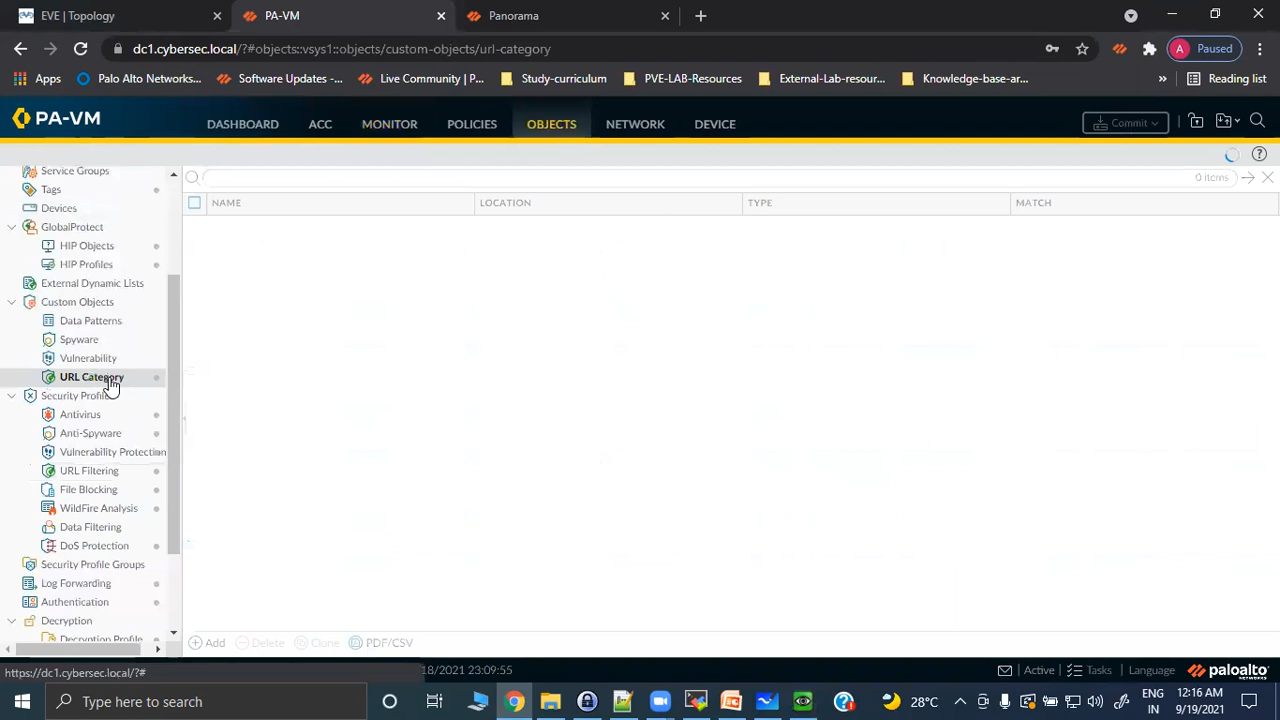 EVE | Topology
PA-VM
Panorama
dc1.cybersec.local/?#objects::vsys1::objects/custom-objects/url-category
A Paused
Apps
Palo Alto Networks...
Software Updates -...
Live Community | P...
Study-curriculum
PVE-LAB-Resources
External-Lab-resour...
Knowledge-base-ar...
»
Reading list
PA-VM
DASHBOARD
ACC
MONITOR
POLICIES
OBJECTS
NETWORK
DEVICE
Commit
Service Groups
Tags
Devices
GlobalProtect
HIP Objects
HIP Profiles
External Dynamic Lists
Custom Objects
Data Patterns
Spyware
Vulnerability
URL Category
Security Profil
Antivirus
Anti-Spyware
Vulnerability Protection
URL Filtering
File Blocking
WildFire Analysis
Data Filtering
DoS Protection
Security Profile Groups
Log Forwarding
Authentication
Decryption
Decryption Profile
0 items
NAME
LOCATION
TYPE
MATCH
Add
Delete
Clone
PDF/CSV
https://dc1.cybersec.local/?#
18/2021 23:09:55
Active
Tasks
Language
paloalto
NETWORKS
Type here to search
28°C
ENG
IN
12:16 AM
9/19/2021